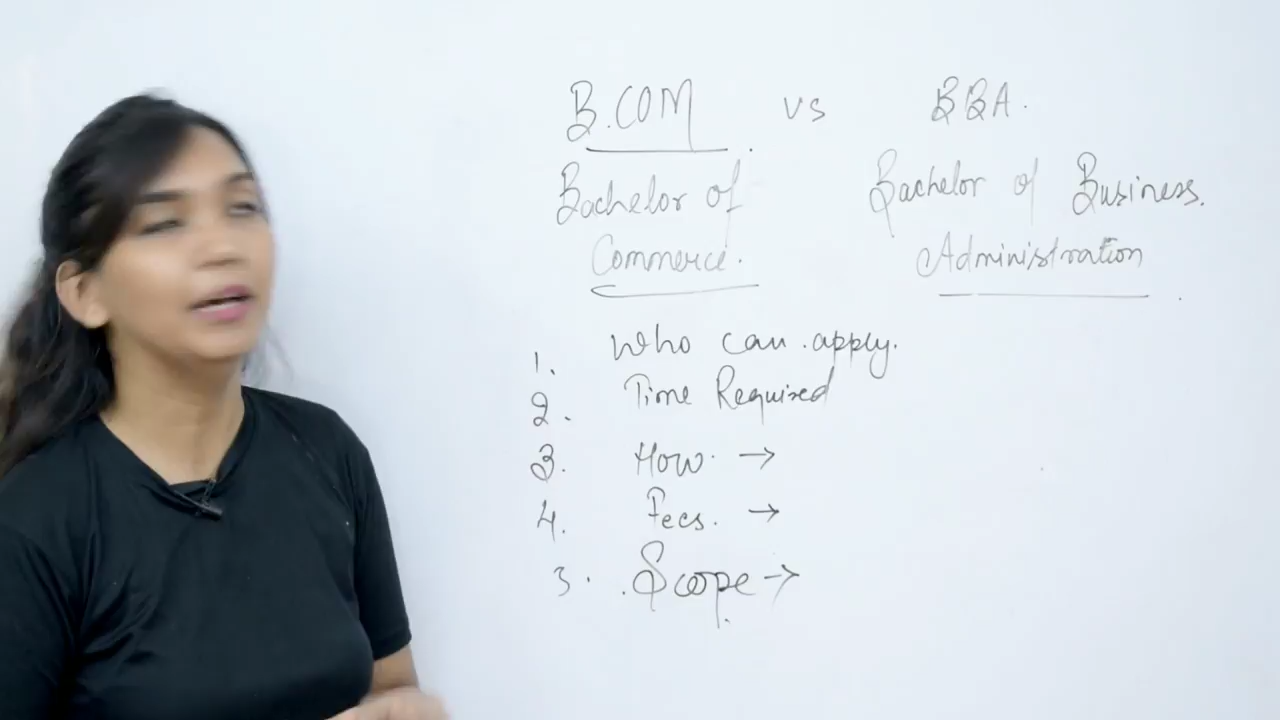 B.COM vs BBA.
Bachelor of Bachelor of Business.
Commerce. Administration
1. Who can apply.
2. Time Required
3. How →
4. Fees. →
5. Scope →